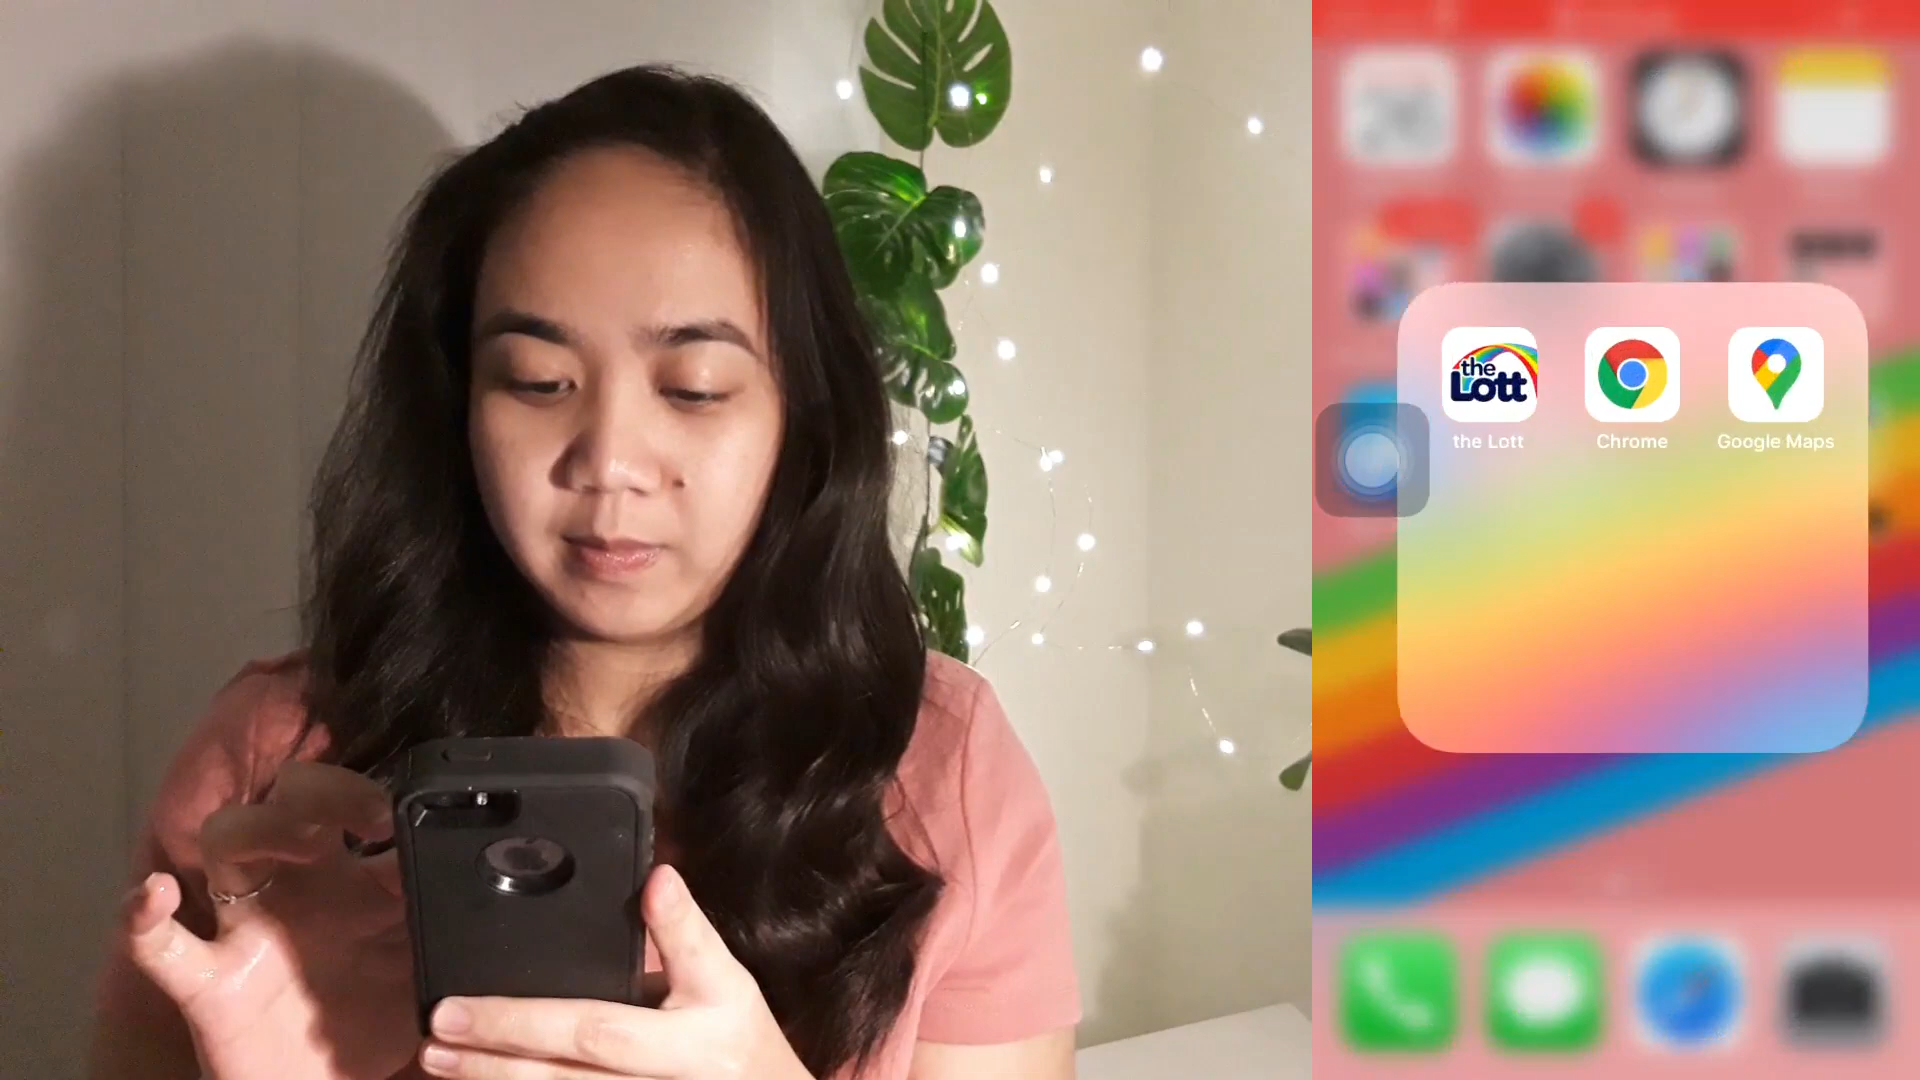 the
Lott
the Lott
Chrome
Google Maps